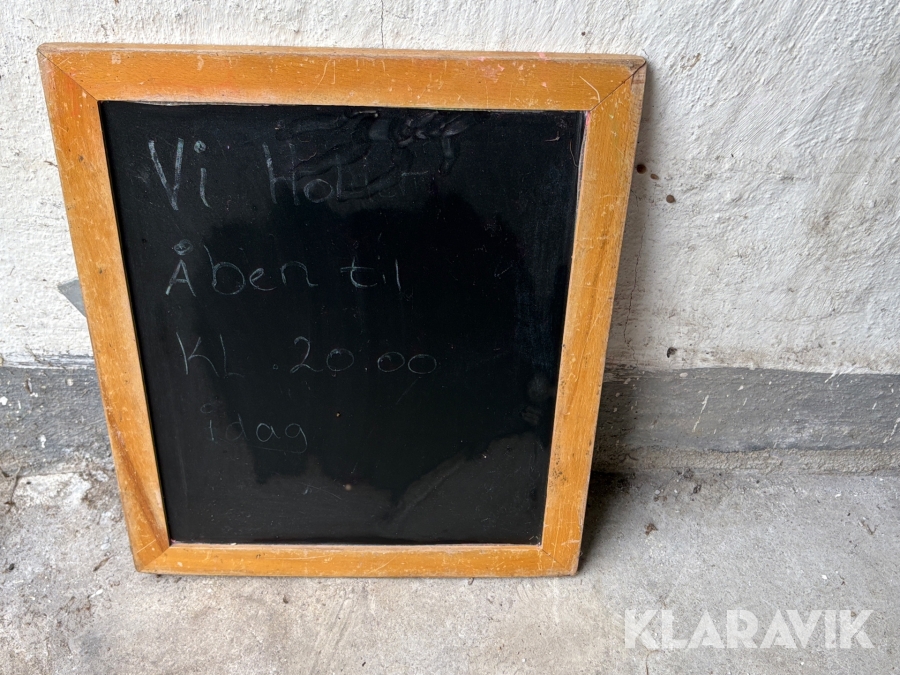 Vi Holder
Åben til
KL. 20.00
idag
KLARAVIK